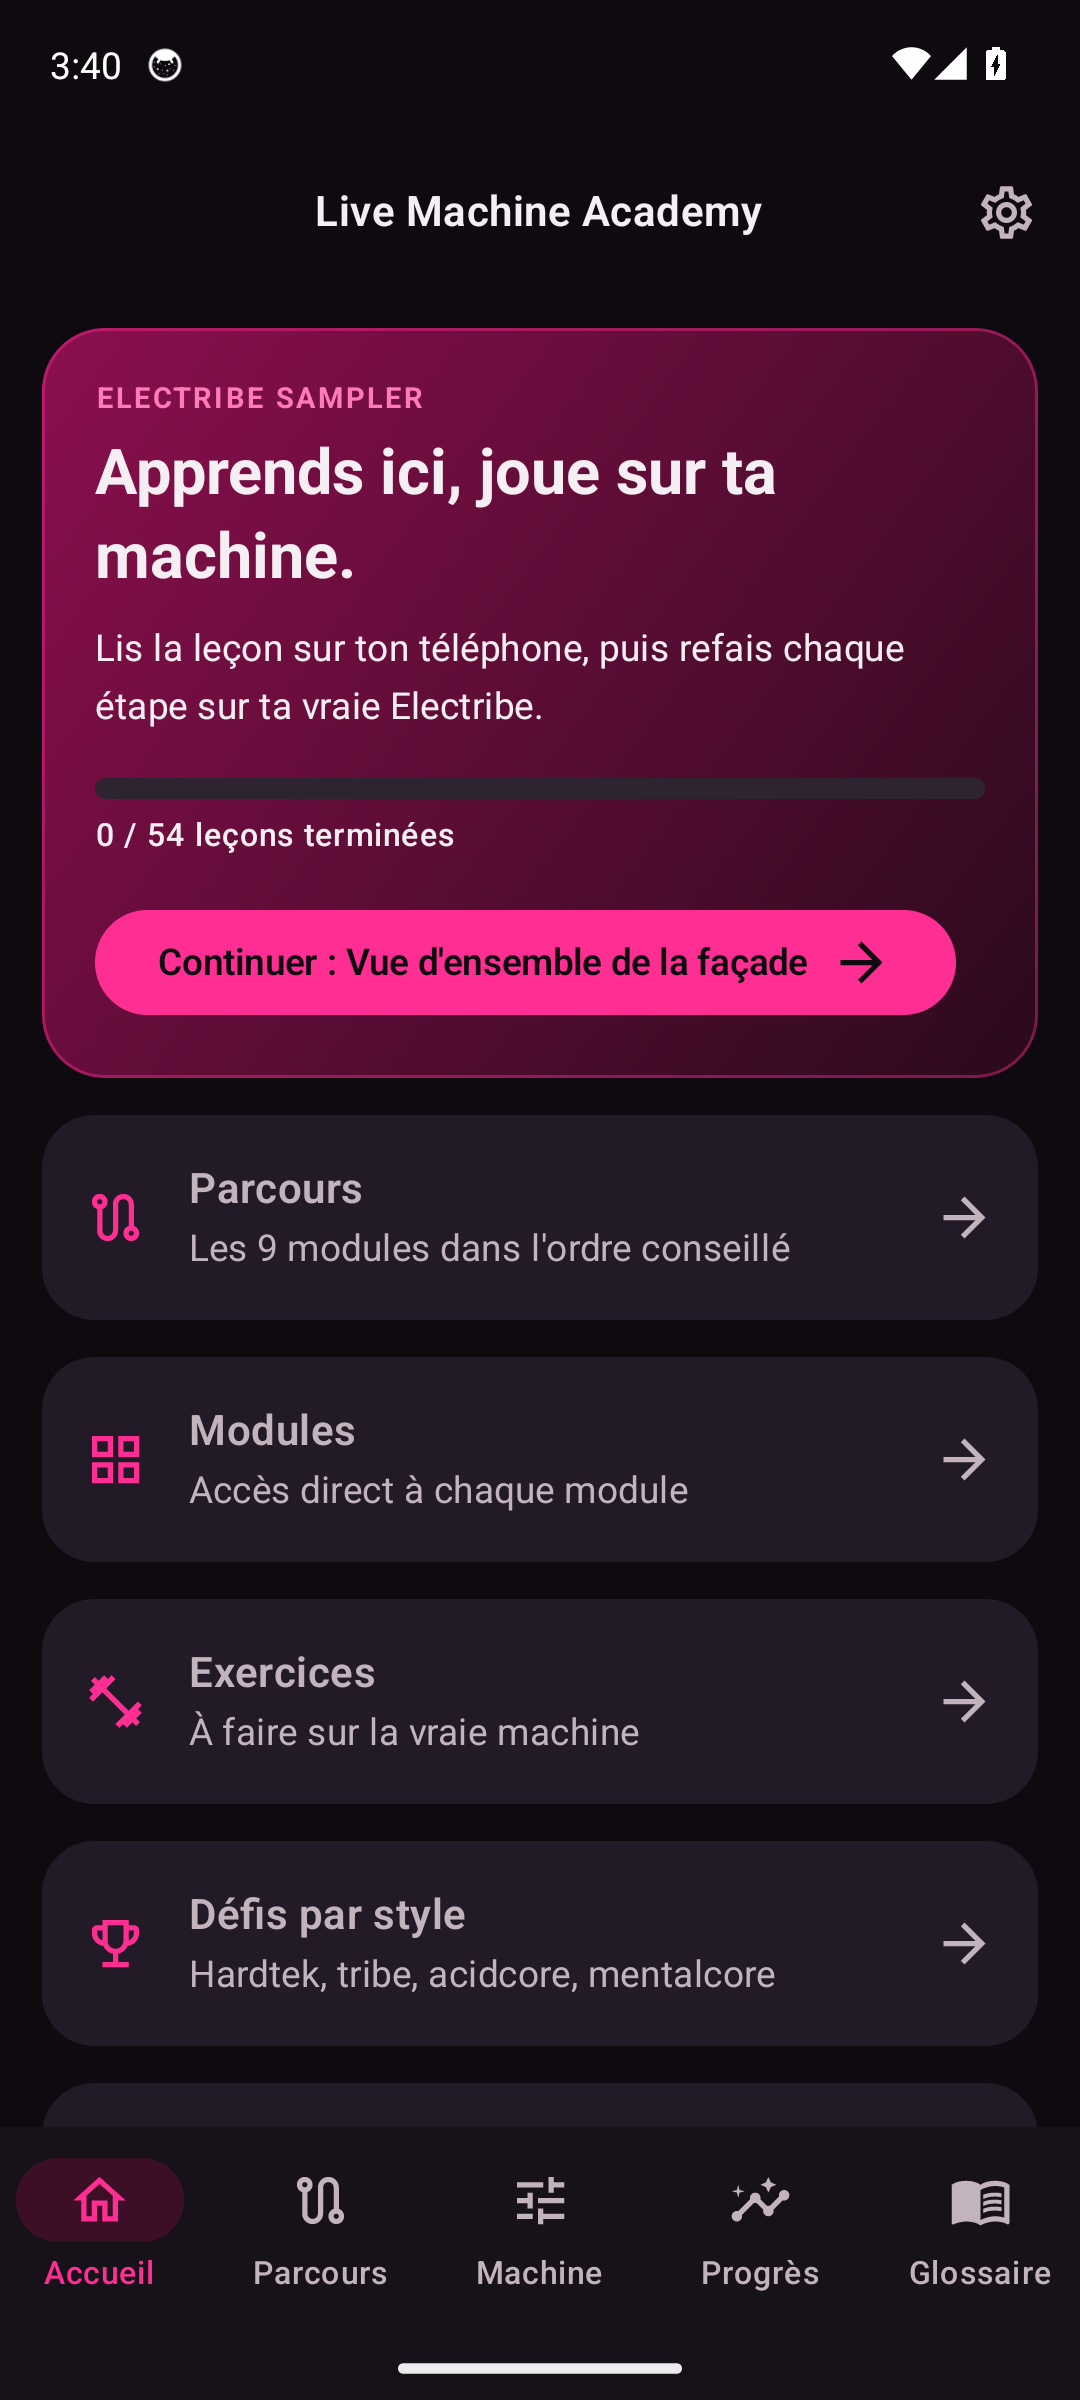 3:40
Live Machine Academy
ELECTRIBE SAMPLER
Apprends ici, joue sur ta
machine.
Lis la leçon sur ton téléphone, puis refais chaque
étape sur ta vraie Electribe.
0 / 54 leçons terminées
Continuer : Vue d'ensemble de la façade
Parcours
Les 9 modules dans l'ordre conseillé
Modules
Accès direct à chaque module
Exercices
À faire sur la vraie machine
Défis par style
Hardtek, tribe, acidcore, mentalcore
Accueil
Parcours
Machine
Progrès
Glossaire